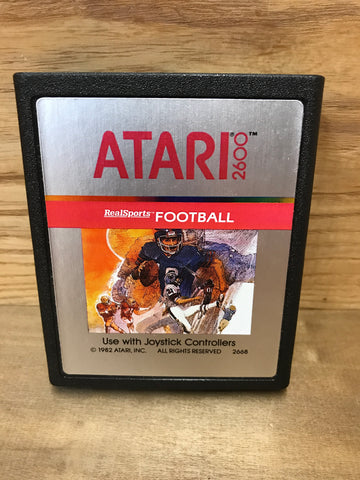 ATARI® 2600™
RealSports™ FOOTBALL
Use with Joystick Controllers
© 1982 ATARI, INC. ALL RIGHTS RESERVED 2668